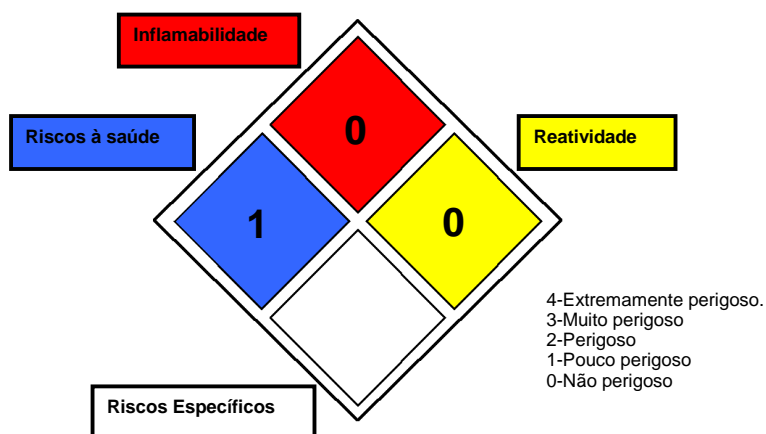 Inflamabilidade
0
Riscos à saúde
Reatividade
1
0
4-Extremamente perigoso.
3-Muito perigoso
2-Perigoso
1-Pouco perigoso
0-Não perigoso
Riscos Específicos